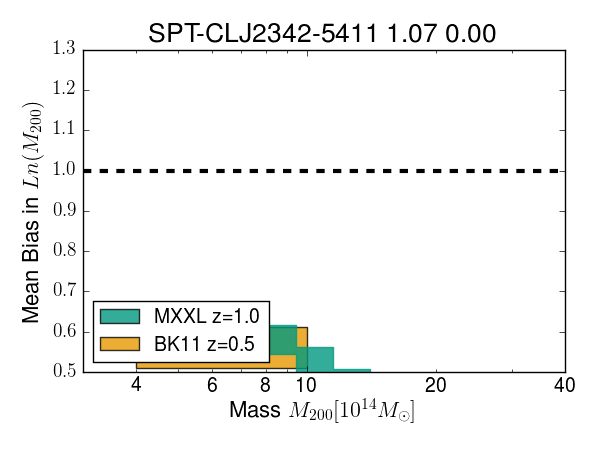 SPT-CLJ2342-5411 1.07 0.00
1.3
1.2
1.1
1.0
0.9
0.8
0.7
0.6
0.5
Mean Bias in Ln(M200)
MXXL z=1.0
BK11 z=0.5
4 6 8 10 20 40
Mass M200[10^14 M⊙]